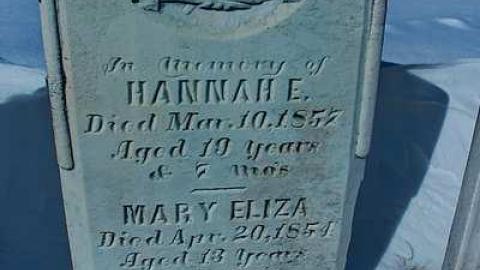 In Memory of
HANNAH E.
Died Mar. 10, 1857
Aged 19 Years
& 7 mo's
MARY ELIZA
Died Apr. 20, 1854
Aged 13 Years